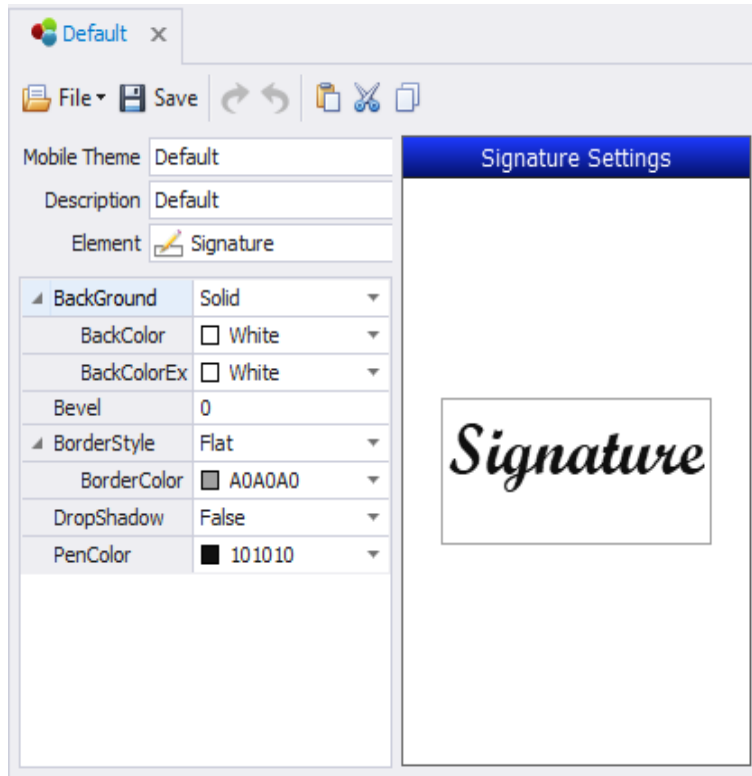 Default
File Save
Mobile Theme Default
Description Default
Element Signature
BackGround Solid
BackColor White
BackColorEx White
Bevel 0
BorderStyle Flat
BorderColor A0A0A0
DropShadow False
PenColor 101010
Signature Settings
Signature